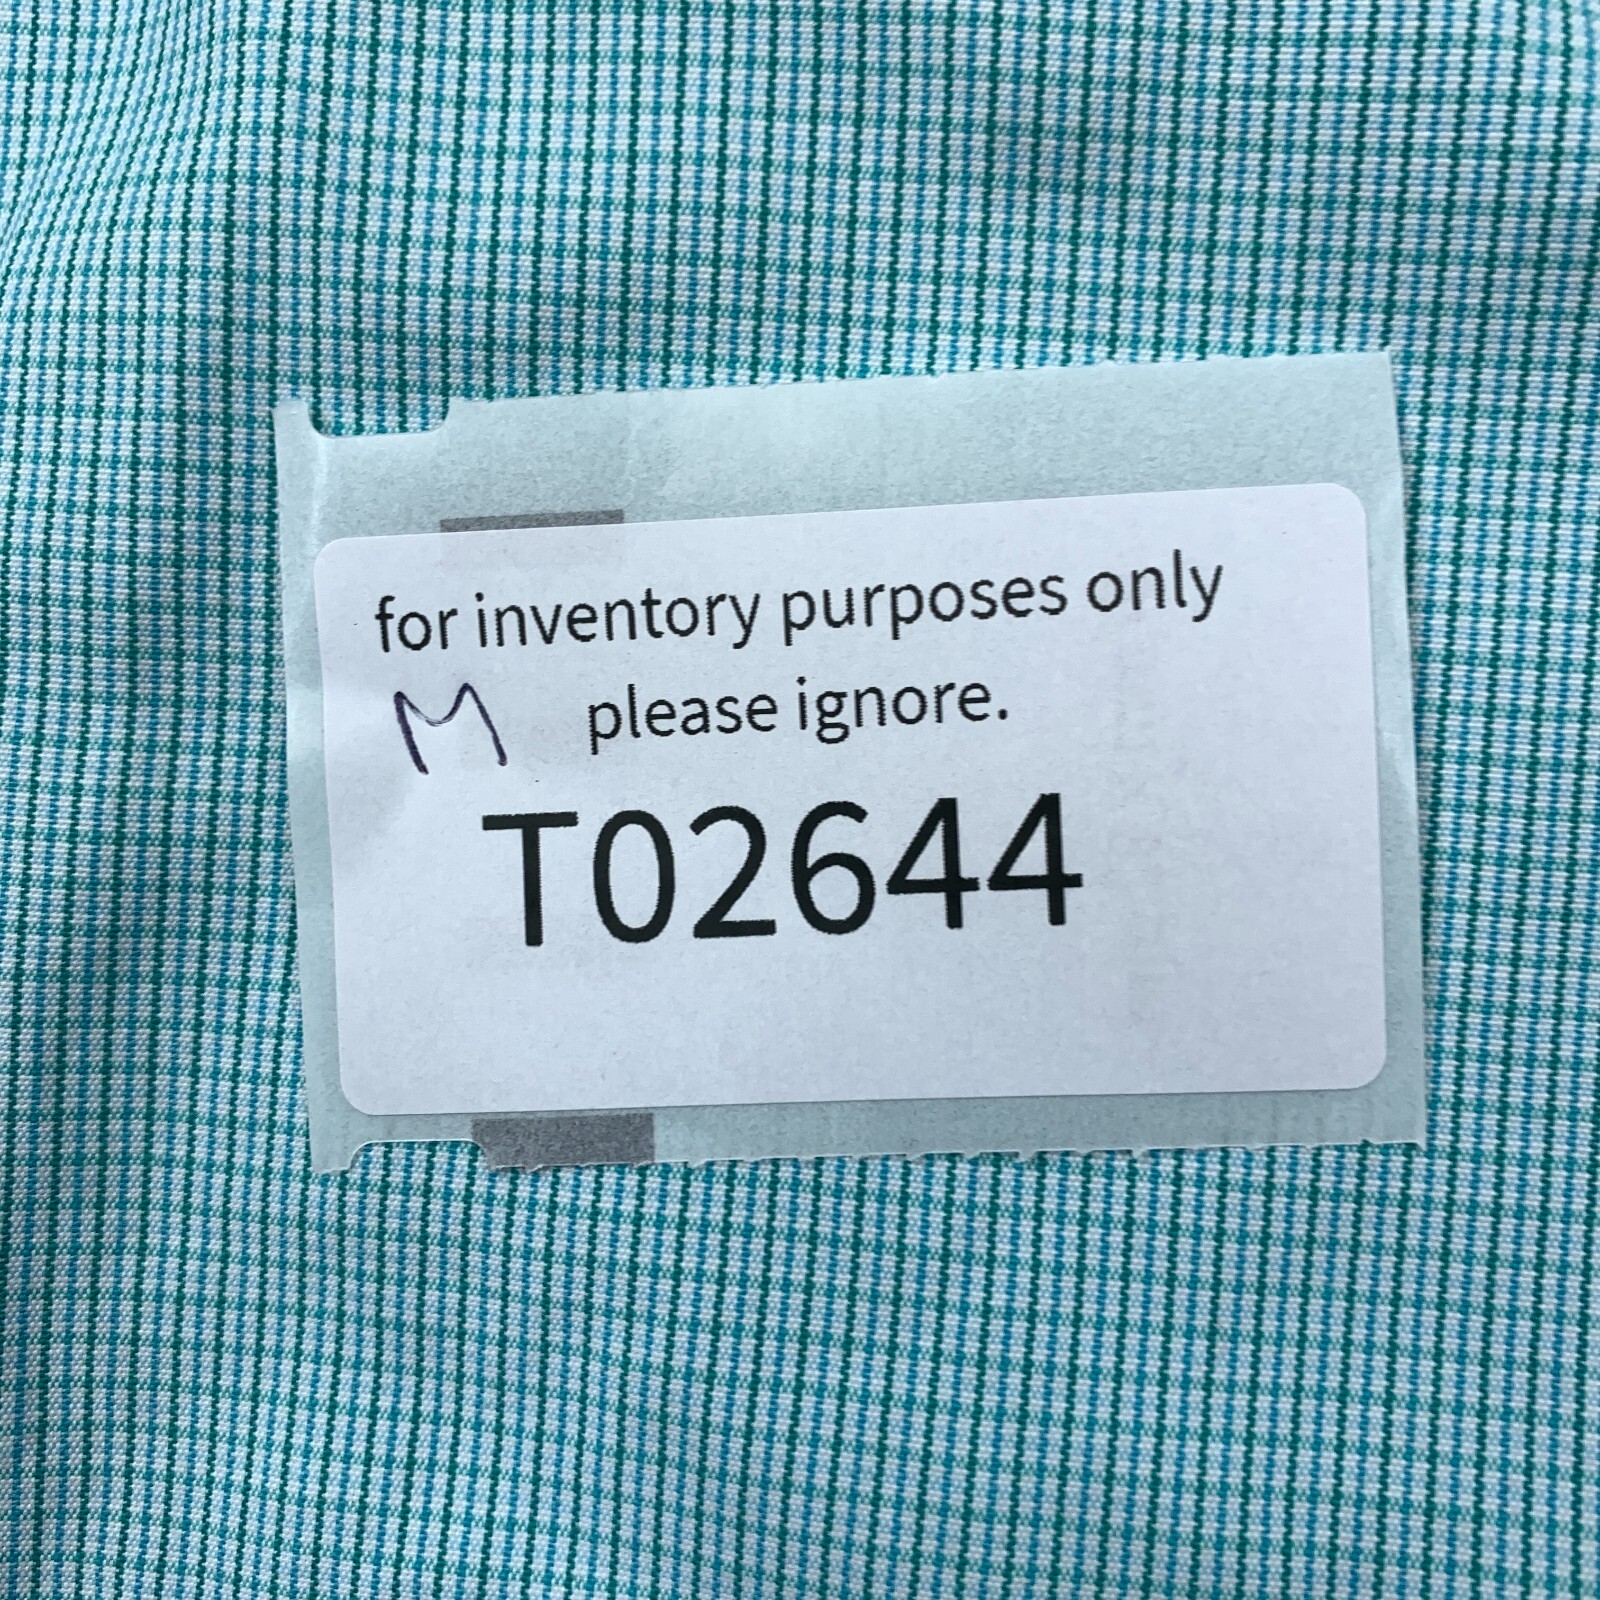 for inventory purposes only
M please ignore.
T02644